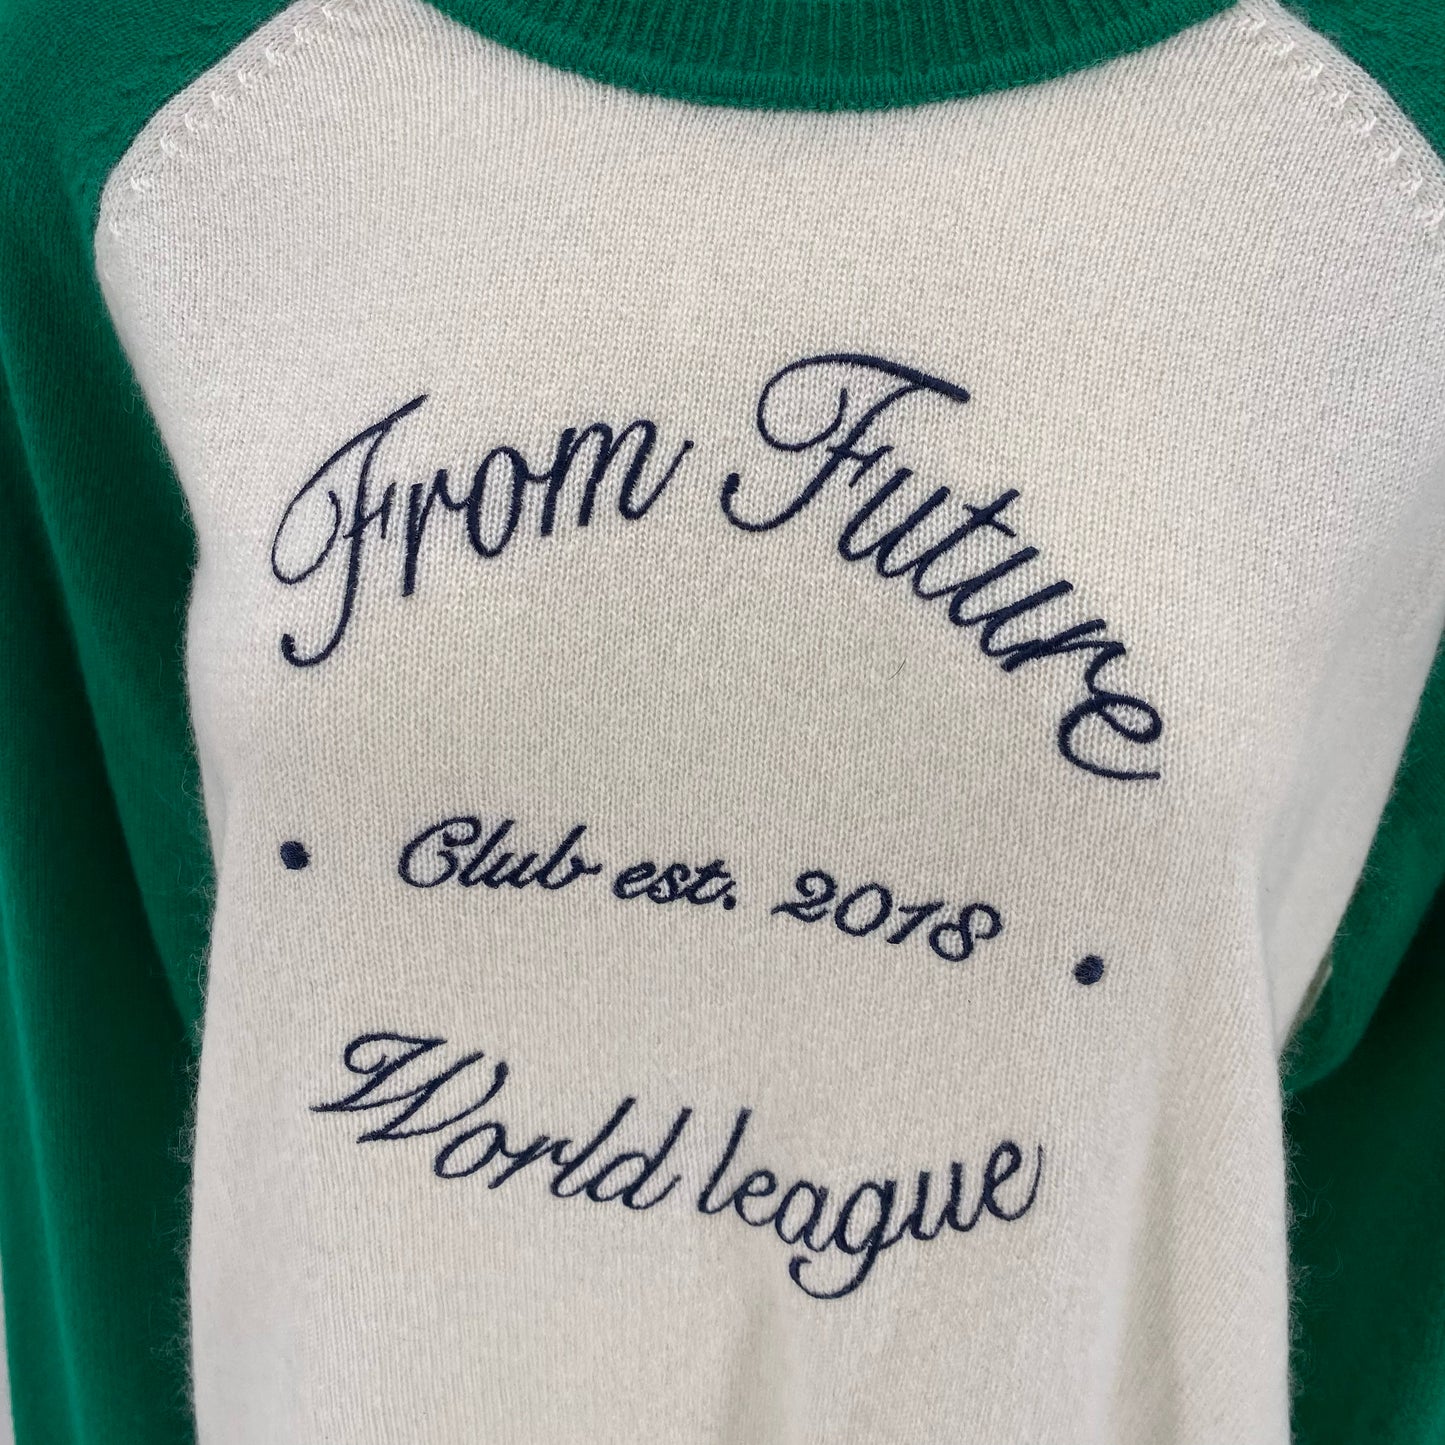 From Future
• Club est. 2018 •
World league